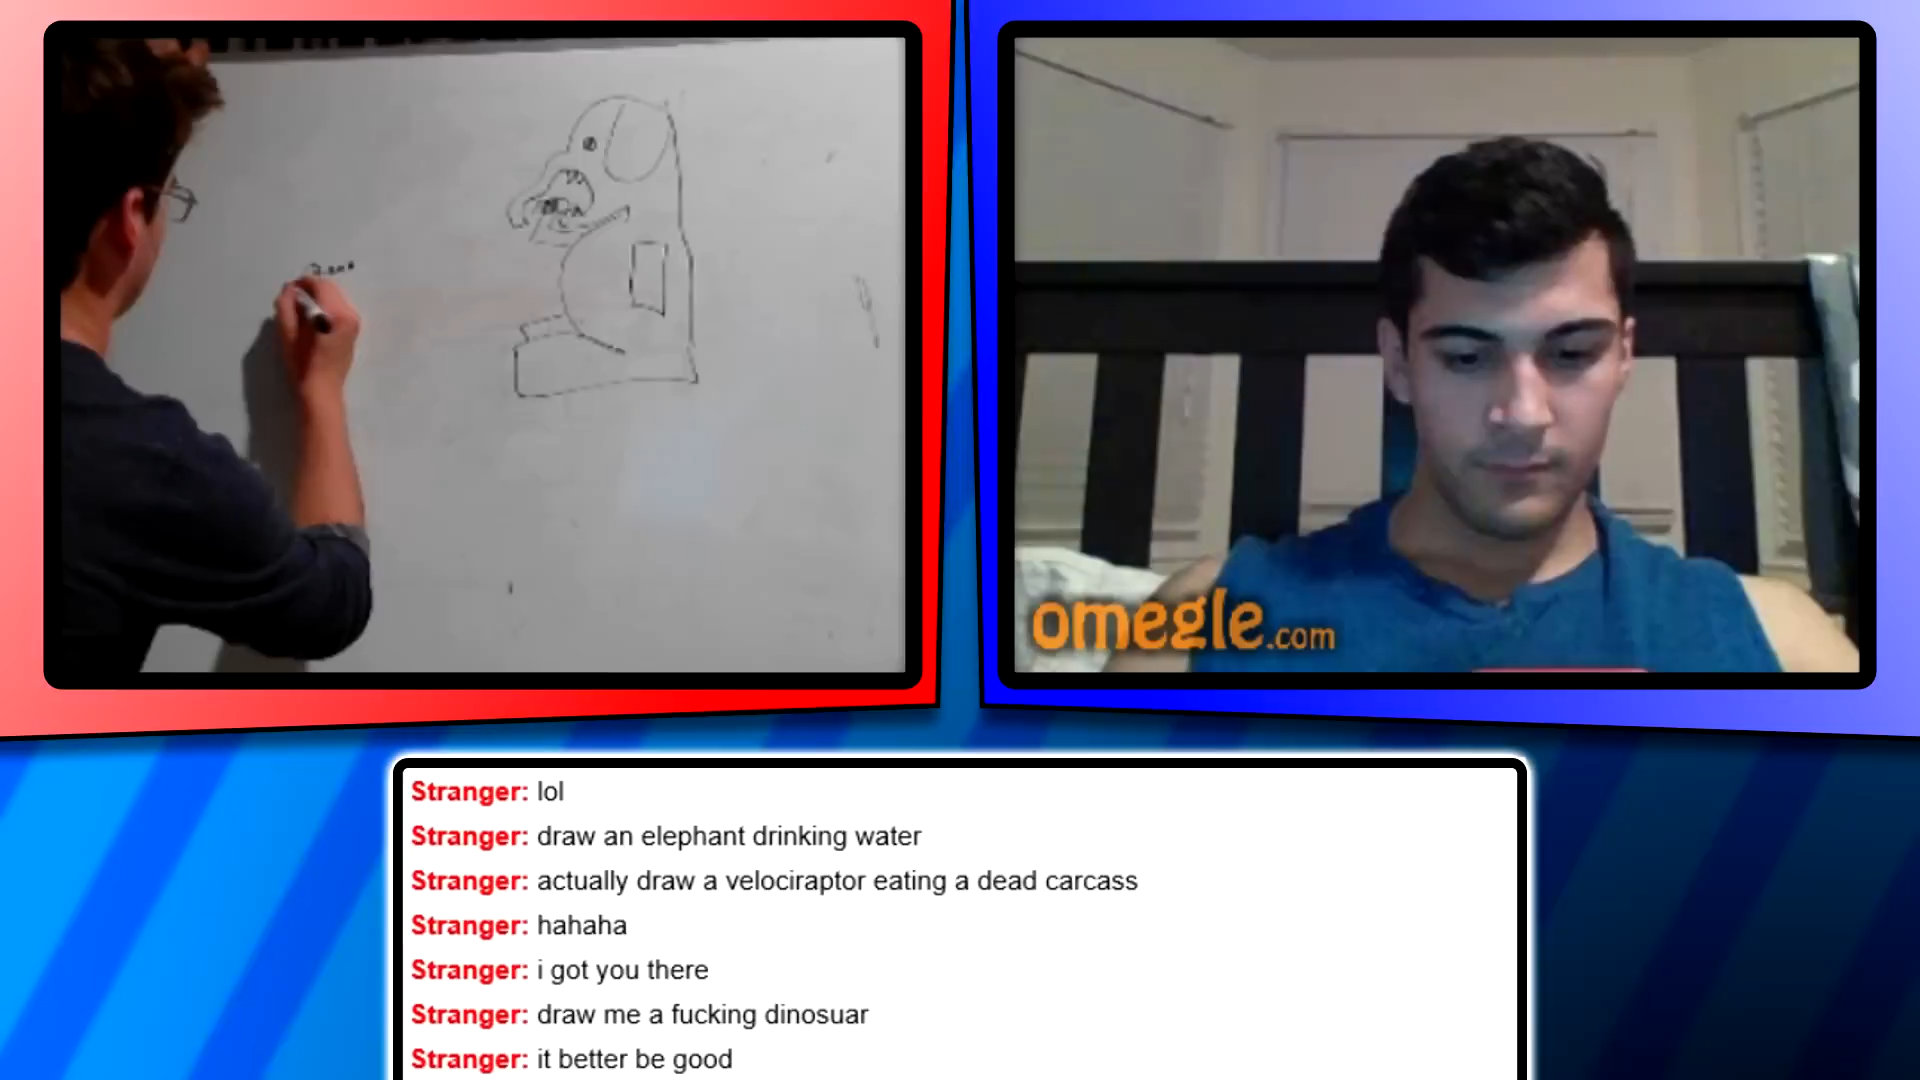 omegle.com
Stranger: lol
Stranger: draw an elephant drinking water
Stranger: actually draw a velociraptor eating a dead carcass
Stranger: hahaha
Stranger: i got you there
Stranger: draw me a fucking dinosuar
Stranger: it better be good